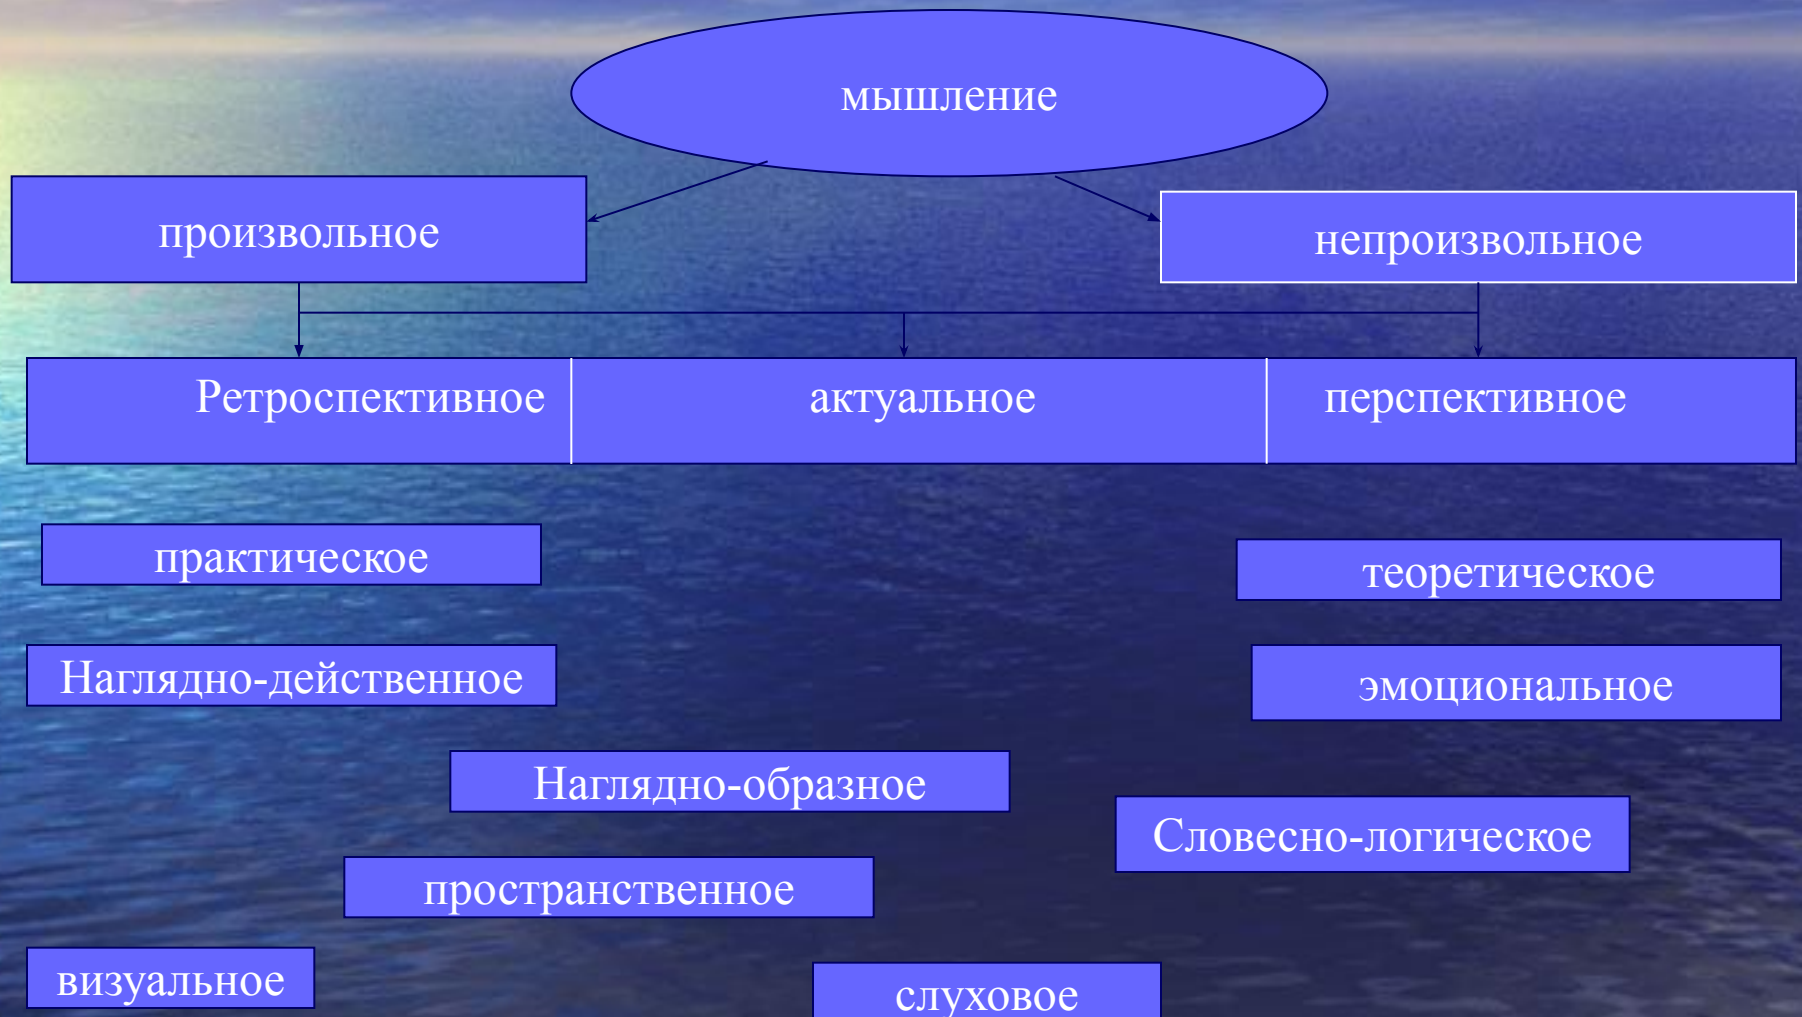 мышление
произвольное
непроизвольное
Ретроспективное
актуальное
перспективное
практическое
теоретическое
Наглядно-действенное
эмоциональное
Наглядно-образное
Словесно-логическое
пространственное
визуальное
слуховое